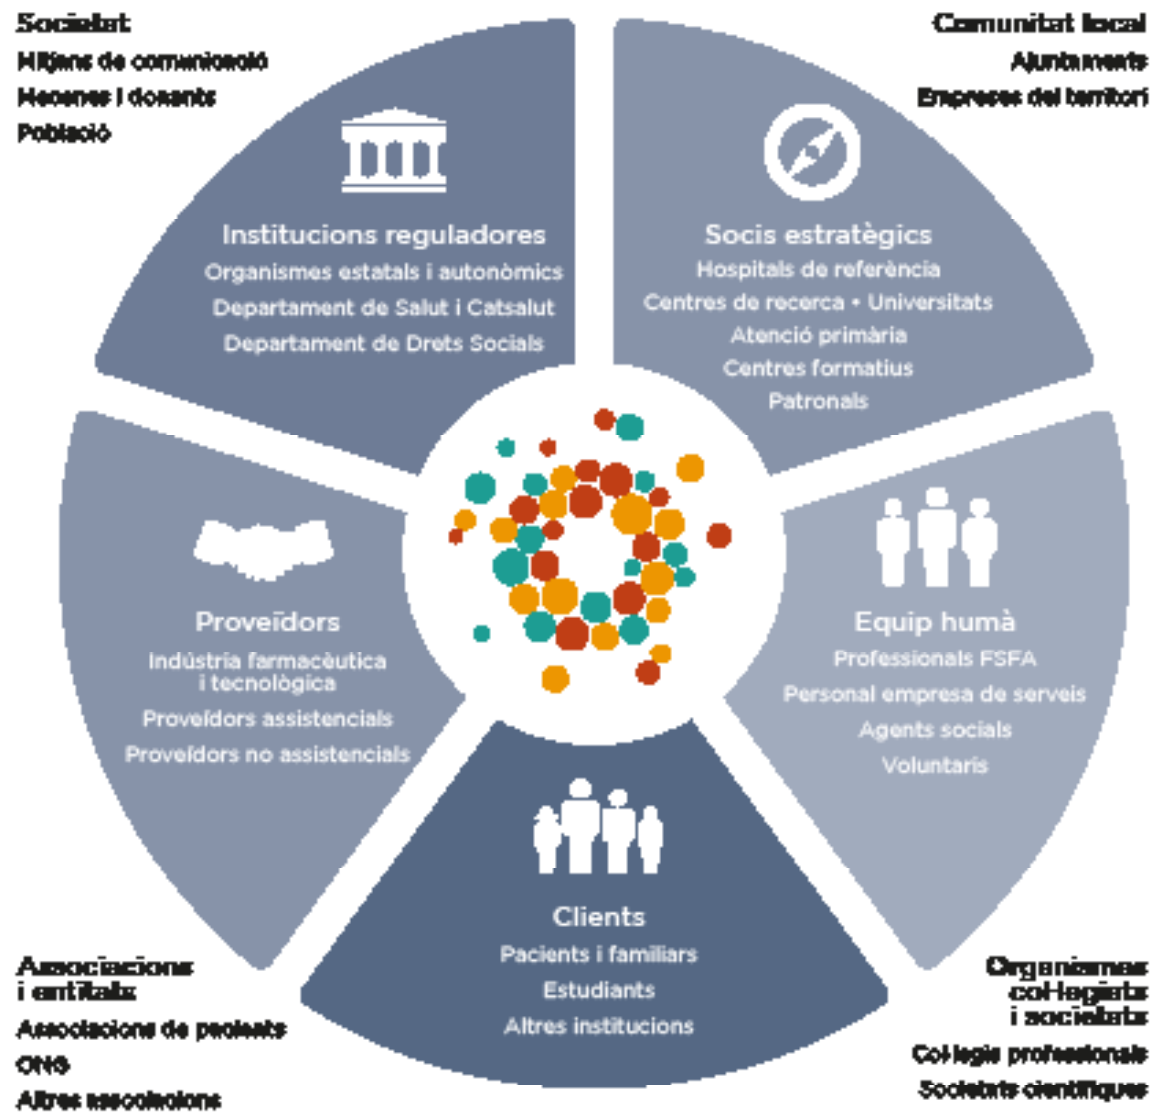 Societat
Mitjans de comunicació
Mecenes i donants
Població
Comunitat local
Ajuntaments
Empreses del territori
Institucions reguladores
Organismes estatals i autonòmics
Departament de Salut i Catsalut
Departament de Drets Socials
Socis estratègics
Hospitals de referència
Centres de recerca • Universitats
Atenció primària
Centres formatius
Patronals
Proveïdors
Indústria farmacèutica
i tecnològica
Proveïdors assistencials
Proveïdors no assistencials
Equip humà
Professionals FSFA
Personal empresa de serveis
Agents socials
Voluntaris
Clients
Pacients i familiars
Estudiants
Altres institucions
Associacions
i entitats
Associacions de pacients
ONG
Altres associacions
Organismes
col·legiats
i societats
Col·legis professionals
Societats científiques